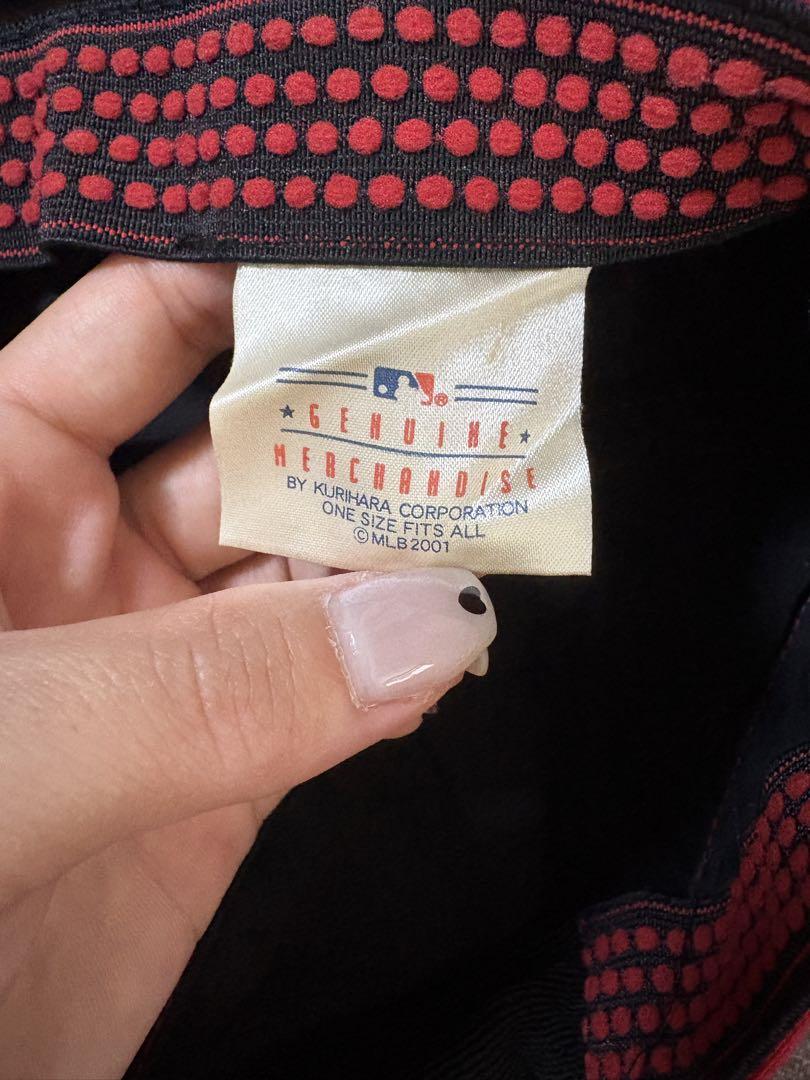 ®
★ GENUINE ★
MERCHANDISE
BY KURIHARA CORPORATION
ONE SIZE FITS ALL
©MLB 2001